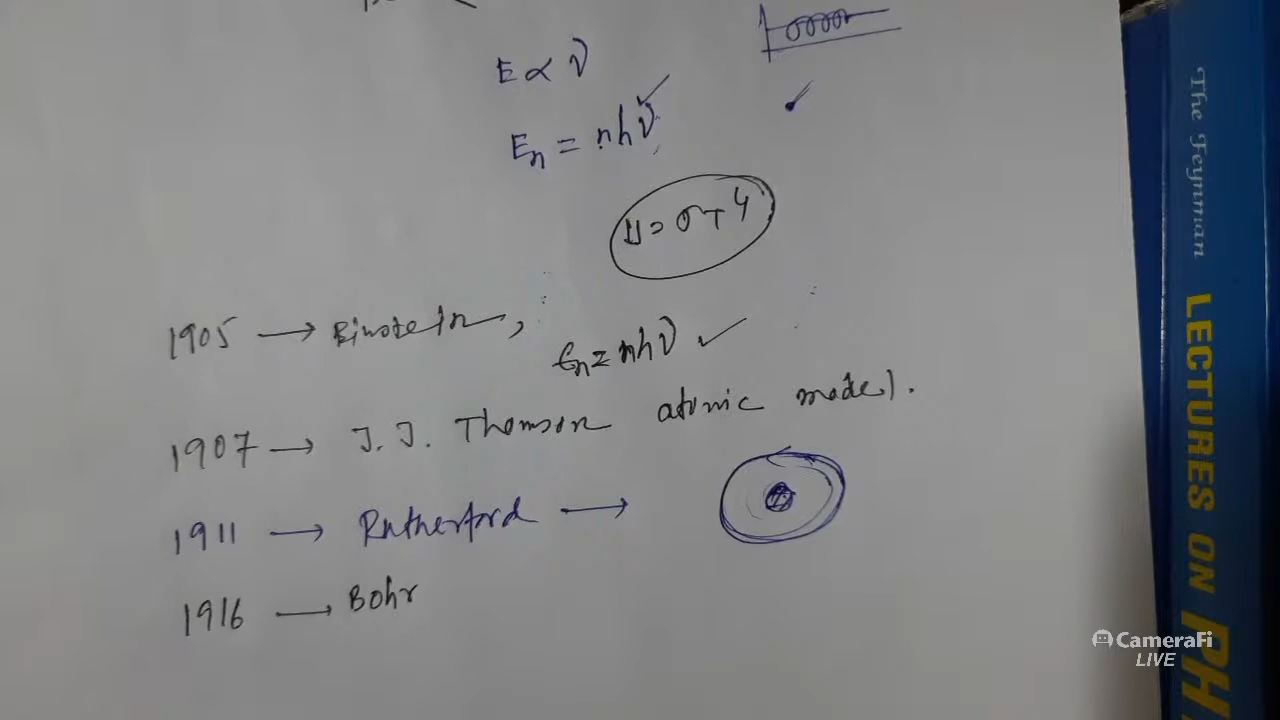 E ∝ ν
Eₙ = nhν
U = σT⁴
1905 → Einstein,
Eₙ = nhν ✓
1907 → J.J. Thomson atomic model.
1911 → Rutherford →
1916 → Bohr
The Feynman
LECTURES ON PH
CameraFi
LIVE